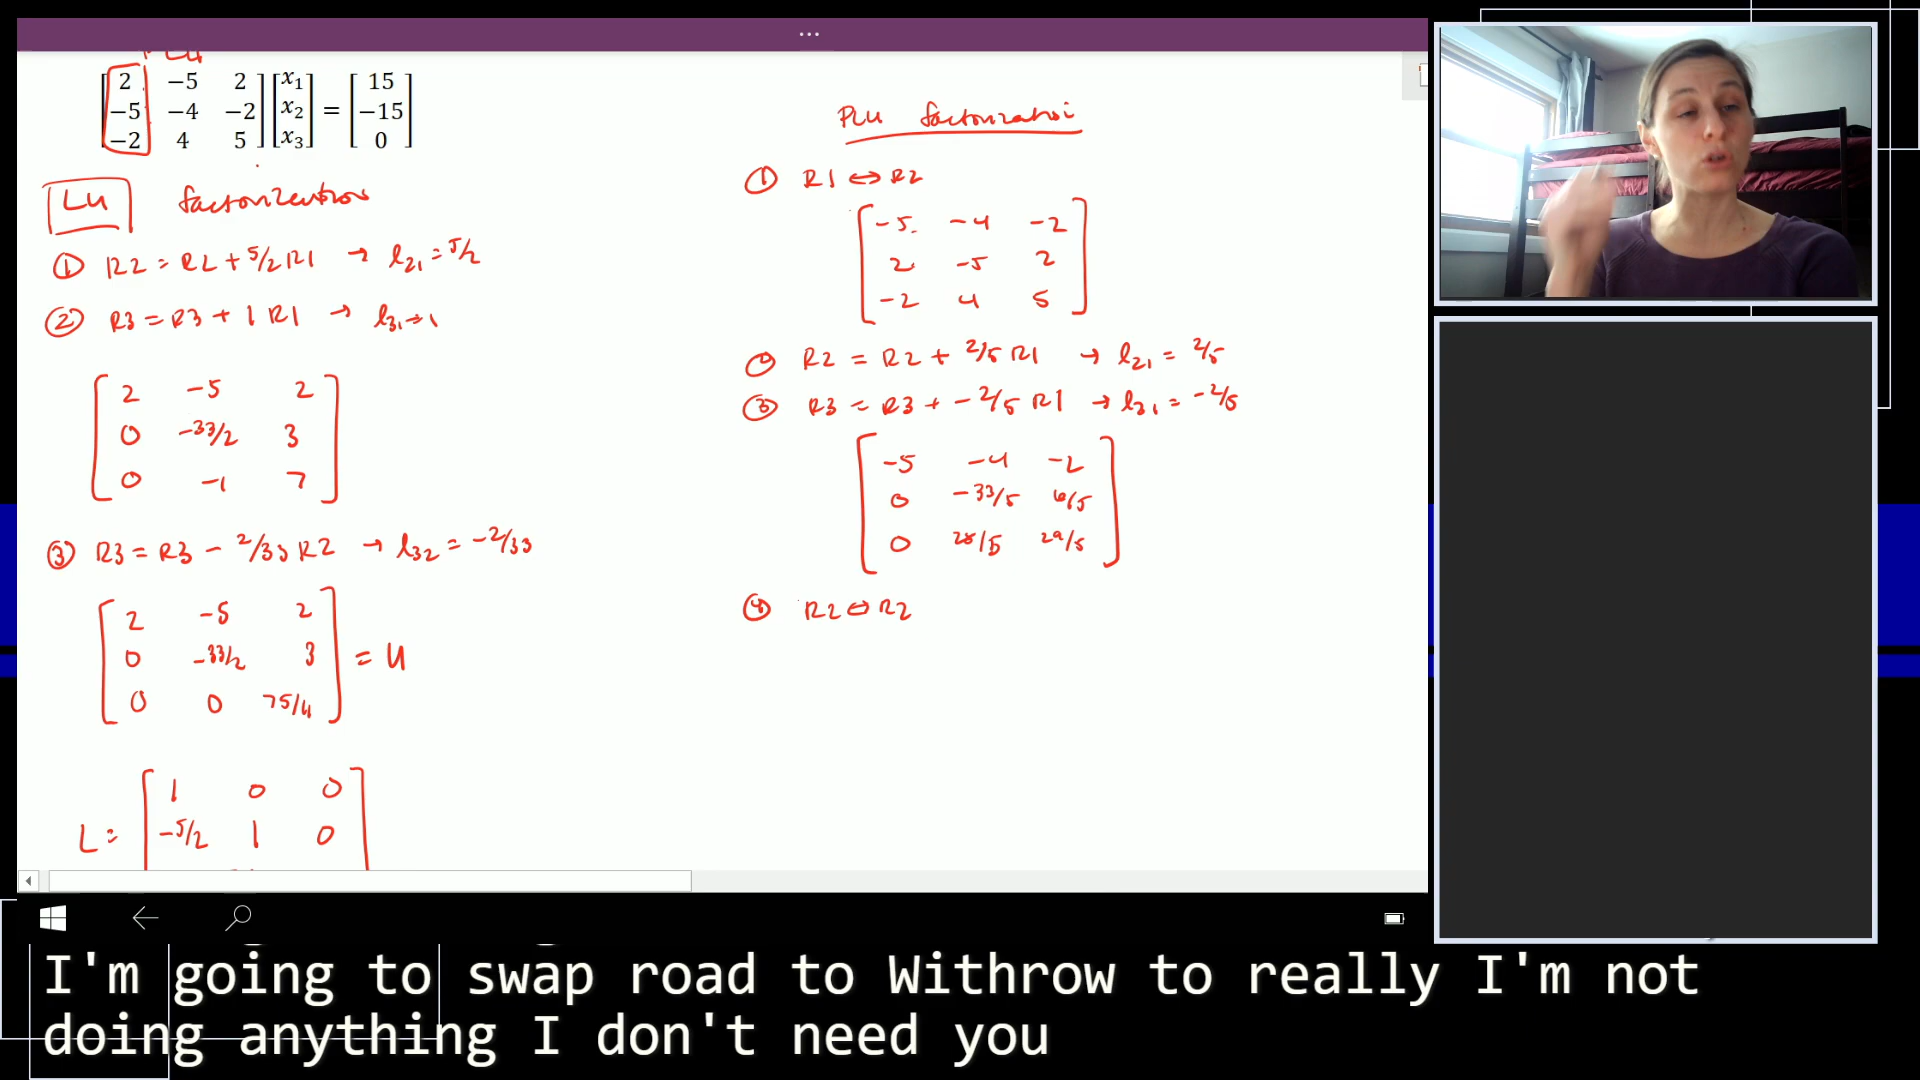 ...
LU
[ 2 −5 2 ] [ x₁ ] = [ 15 ]
[ −5 −4 −2 ] [ x₂ ] [ −15 ]
[ −2 4 5 ] [ x₃ ] [ 0 ]
LU factorization
① R2 = R2 + 5/2 R1 → l₂₁ = 5/2
② R3 = R3 + 1 R1 → l₃₁ → 1
[ 2 -5 2 ]
[ 0 -33/2 3 ]
[ 0 -1 7 ]
③ R3 = R3 - 2/33 R2 → l₃₂ = -2/33
[ 2 -5 2 ]
[ 0 -33/2 3 ] = U
[ 0 0 75/11 ]
L = [ 1 0 0 ]
[ -5/2 1 0 ]
PLU factorization
① R1 ↔ R2
[ -5 -4 -2 ]
[ 2 -5 2 ]
[ -2 4 5 ]
R2 = R2 + 2/5 R1 → l₂₁ = 2/5
③ R3 = R3 + -2/5 R1 → l₃₁ = -2/5
[ -5 -4 -2 ]
[ 0 -33/5 6/5 ]
[ 0 28/5 29/5 ]
④ R2 ⇔ R2
I'm going to swap road to Withrow to really I'm not
doing anything I don't need you